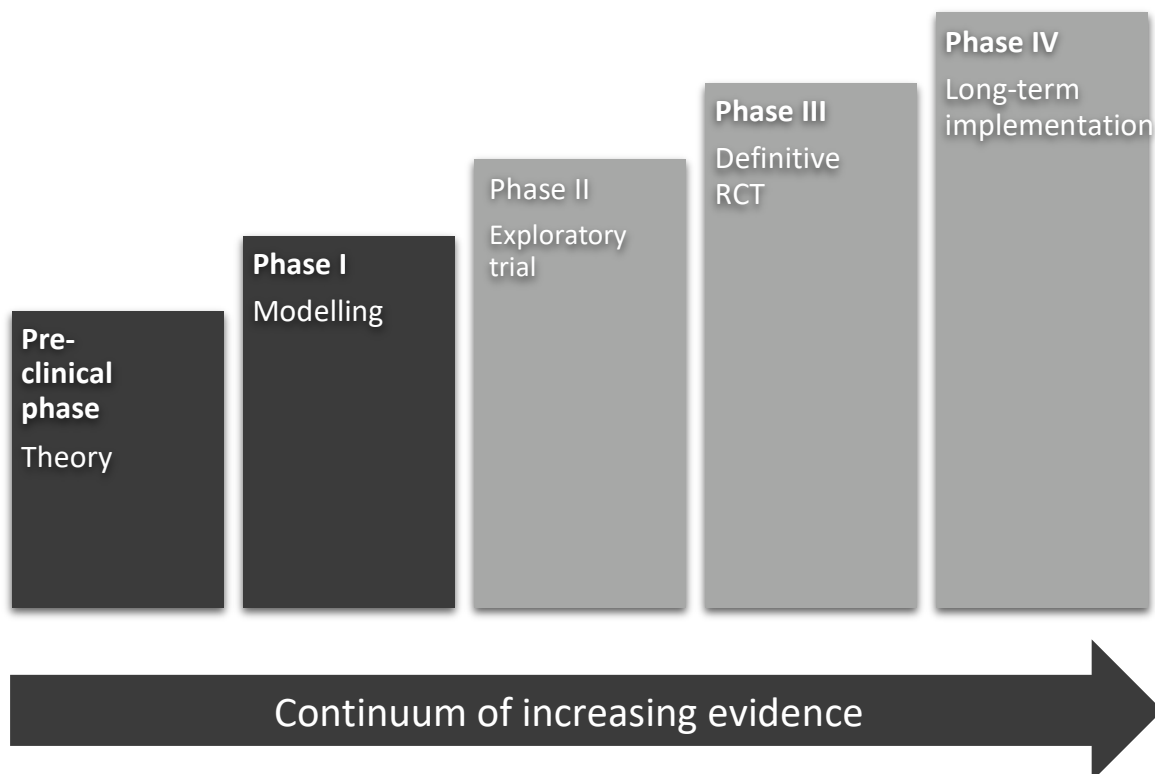 Pre-
clinical
phase
Theory
Phase I
Modelling
Phase II
Exploratory
trial
Phase III
Definitive
RCT
Phase IV
Long-term
implementation
Continuum of increasing evidence